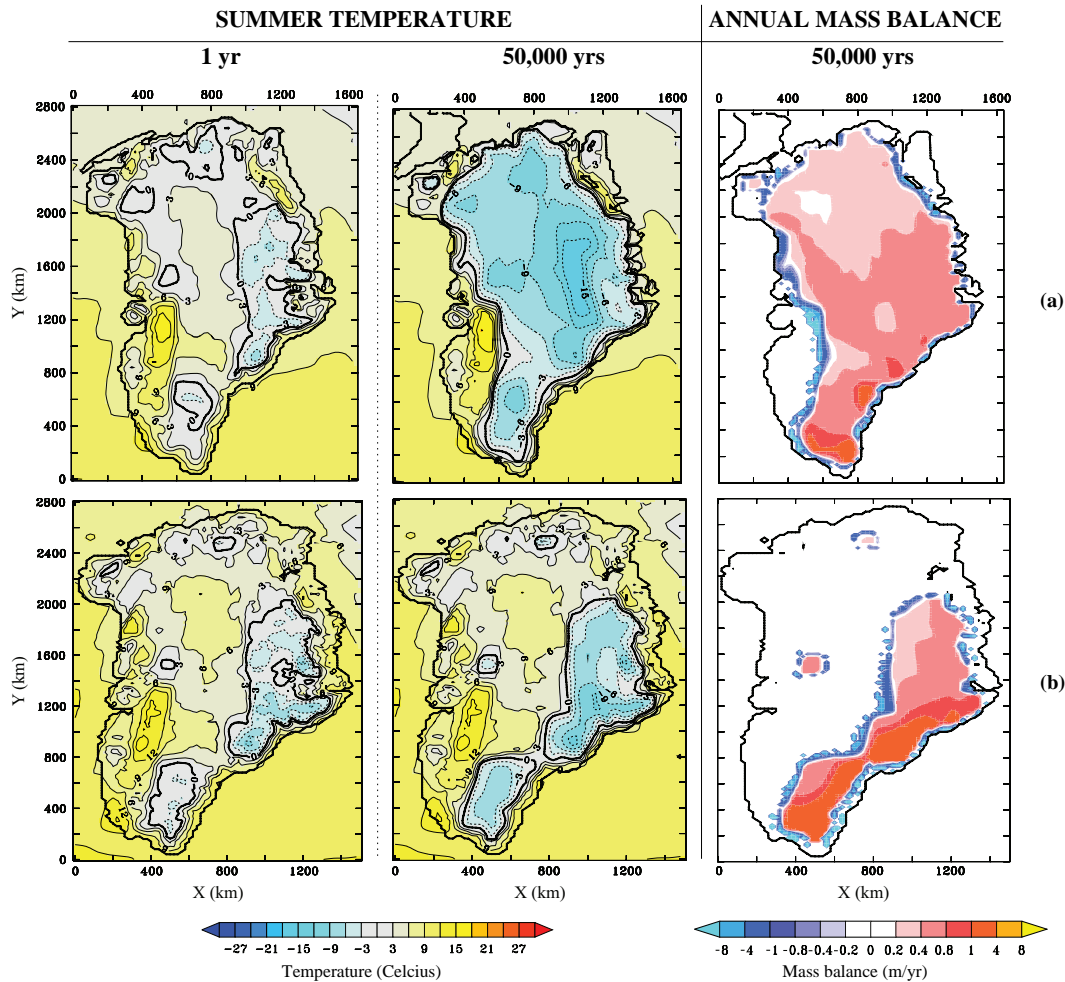 SUMMER TEMPERATURE ANNUAL MASS BALANCE
1 yr 50,000 yrs 50,000 yrs
0 400 800 1200 1600 0 400 800 1200 1600 0 400 800 1200 1600
2800
2400
2000
1600
1200
800
400
0
Y (km)
(a)
2800
2400
2000
1600
1200
800
400
0
Y (km)
(b)
0 400 800 1200 400 800 1200 400 800 1200
X (km) X (km) X (km)
-27 -21 -15 -9 -3 3 9 15 21 27
Temperature (Celcius)
-8 -4 -1 -0.8 -0.4 -0.2 0 0.2 0.4 0.8 1 4 8
Mass balance (m/yr)